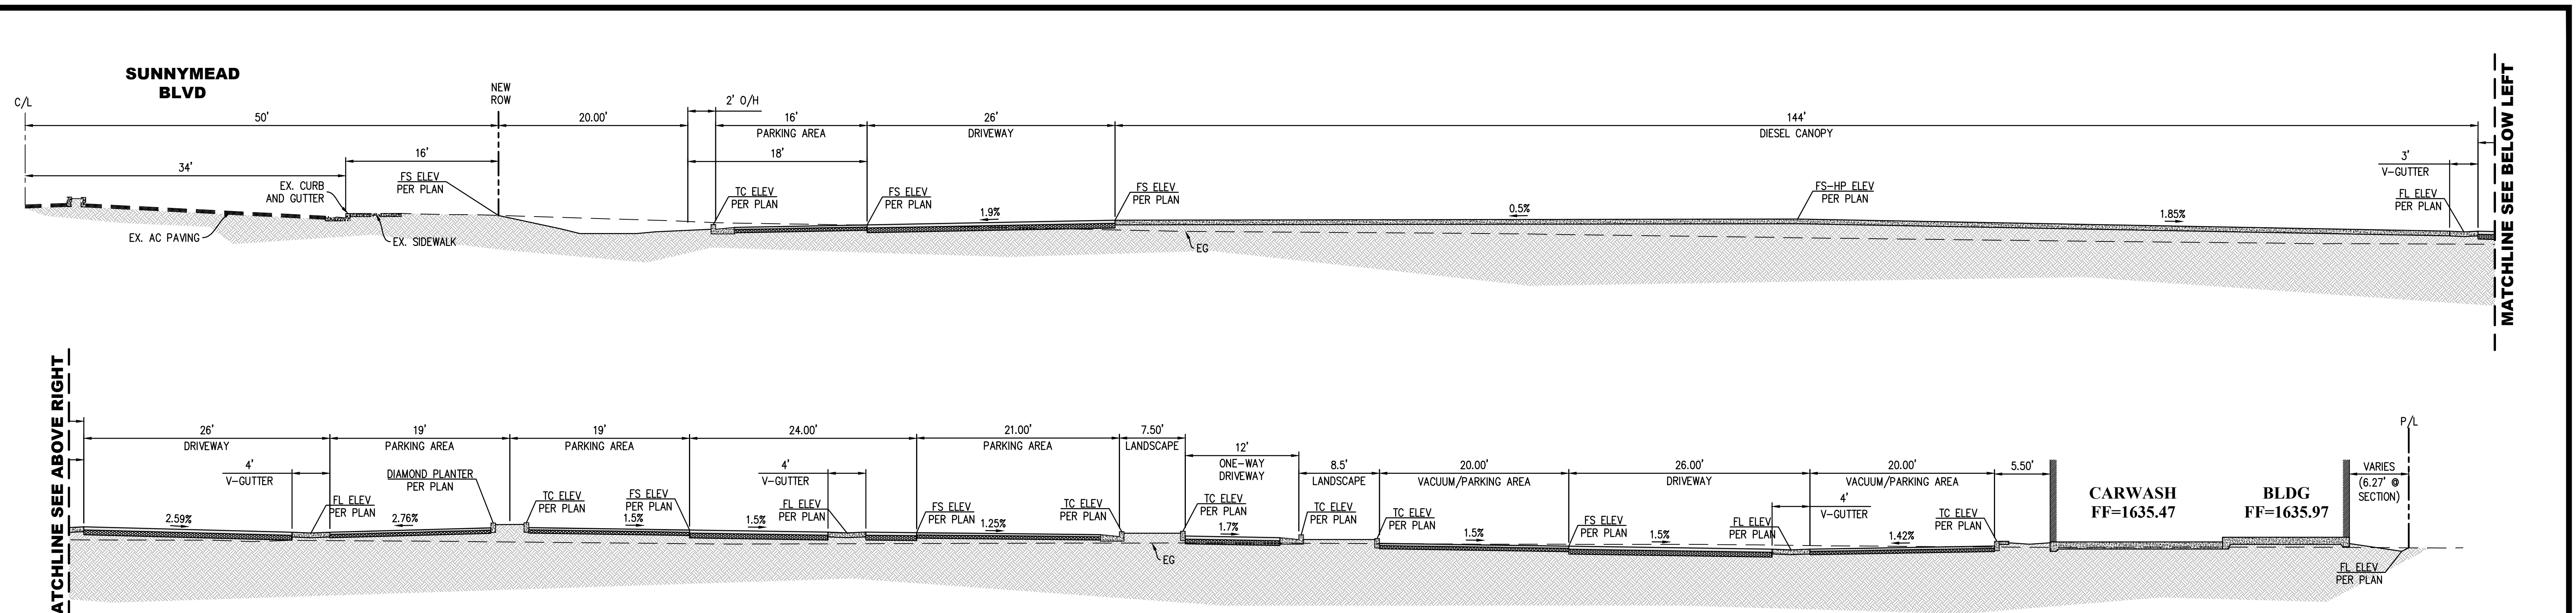 SUNNYMEAD
BLVD
C/L
NEW
ROW
2' O/H
50'
20.00'
16'
PARKING AREA
26'
DRIVEWAY
144'
DIESEL CANOPY
16'
18'
3'
V-GUTTER
34'
EX. CURB
AND GUTTER
FS ELEV
PER PLAN
TC ELEV
PER PLAN
FS ELEV
PER PLAN
FS ELEV
PER PLAN
FS-HP ELEV
PER PLAN
FL ELEV
PER PLAN
1.9%
0.5%
1.85%
EX. AC PAVING
EX. SIDEWALK
EG
MATCHLINE SEE BELOW LEFT
ATCHLINE SEE ABOVE RIGHT
26'
DRIVEWAY
19'
PARKING AREA
19'
PARKING AREA
24.00'
21.00'
PARKING AREA
7.50'
LANDSCAPE
12'
ONE-WAY
DRIVEWAY
8.5'
LANDSCAPE
20.00'
VACUUM/PARKING AREA
26.00'
DRIVEWAY
20.00'
VACUUM/PARKING AREA
5.50'
P/L
VARIES
(6.27' @
SECTION)
4'
V-GUTTER
DIAMOND PLANTER
PER PLAN
4'
V-GUTTER
4'
V-GUTTER
FL ELEV
PER PLAN
TC ELEV
PER PLAN
FS ELEV
PER PLAN
FL ELEV
PER PLAN
FS ELEV
PER PLAN
TC ELEV
PER PLAN
TC ELEV
PER PLAN
TC ELEV
PER PLAN
TC ELEV
PER PLAN
FS ELEV
PER PLAN
FL ELEV
PER PLAN
TC ELEV
PER PLAN
CARWASH
FF=1635.47
BLDG
FF=1635.97
2.59%
2.76%
1.5%
1.5%
1.25%
1.7%
1.5%
1.5%
1.42%
EG
FL ELEV
PER PLAN